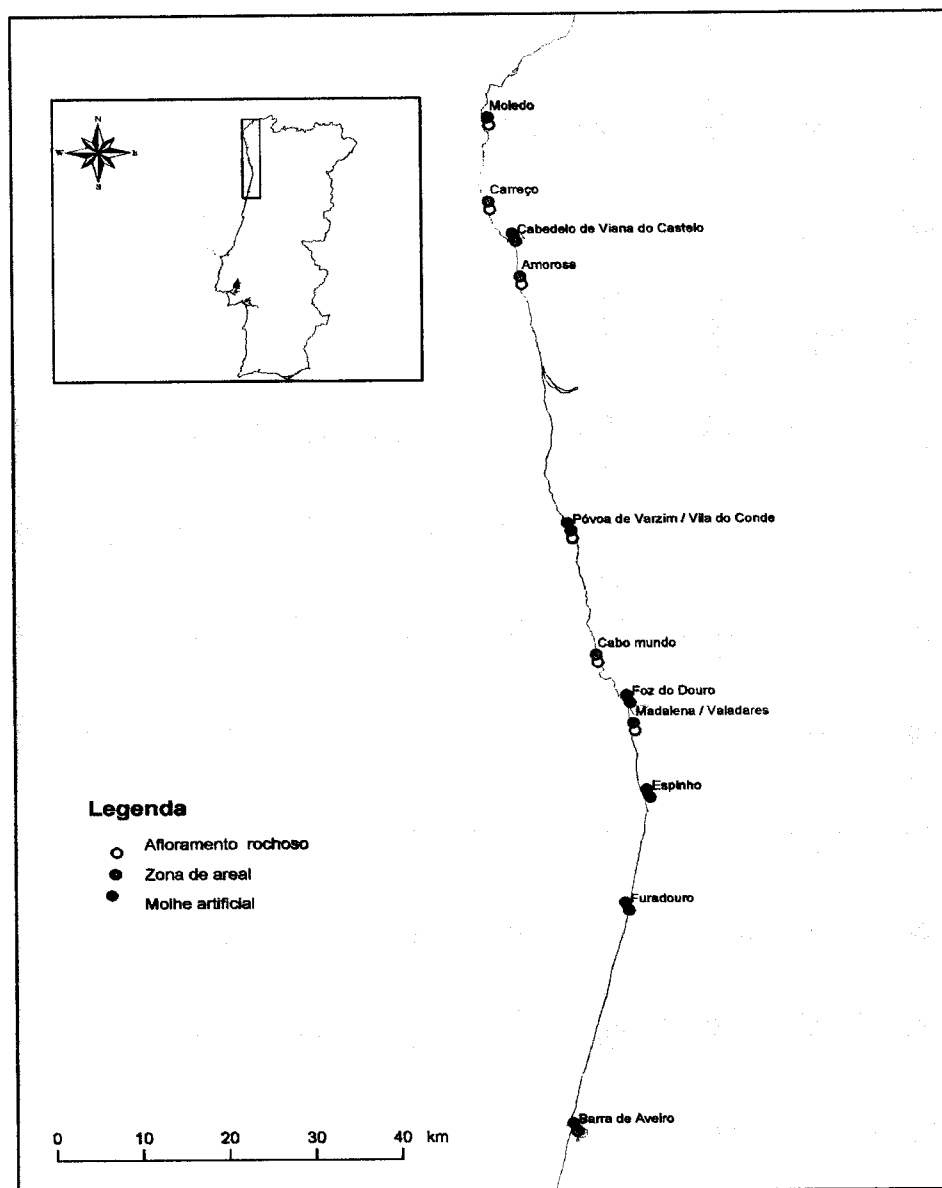 Moledo
N
W
E
S
Carreço
Cabedelo de Viana do Castelo
Amorosa
Póvoa de Varzim / Vila do Conde
Cabo mundo
Foz do Douro
Madalena / Valadares
Espinho
Legenda
Afloramento rochoso
Zona de areal
Molhe artificial
Furadouro
Barra de Aveiro
0 10 20 30 40 km